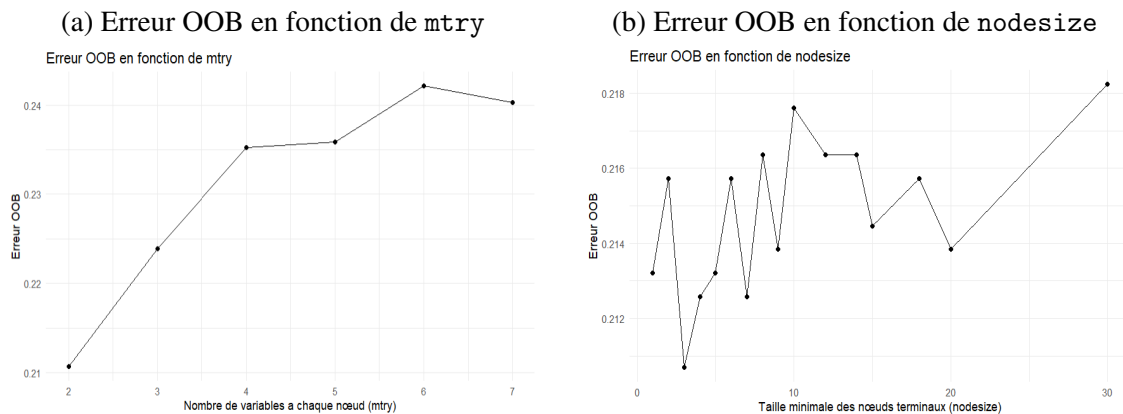 (a) Erreur OOB en fonction de mtry
Erreur OOB en fonction de mtry
0.24
0.23
0.22
0.21
Erreur OOB
2 3 4 5 6 7
Nombre de variables a chaque nœud (mtry)
(b) Erreur OOB en fonction de nodesize
Erreur OOB en fonction de nodesize
0.218
0.216
0.214
0.212
Erreur OOB
0 10 20 30
Taille minimale des nœuds terminaux (nodesize)